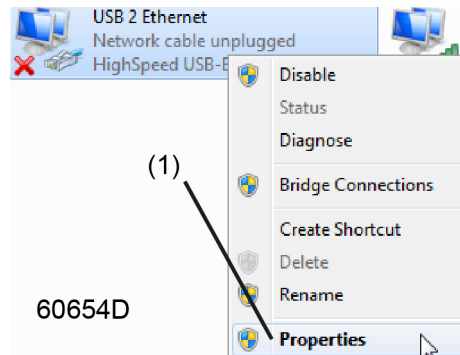 USB 2 Ethernet
Network cable unplugged
HighSpeed USB-E
Disable
Status
Diagnose
(1)
Bridge Connections
Create Shortcut
Delete
Rename
60654D
Properties